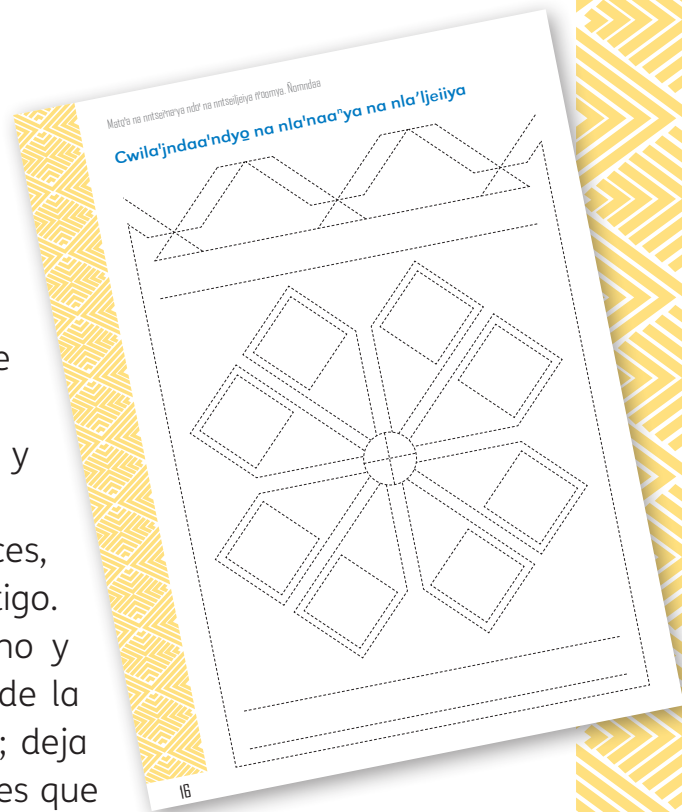 Cwila'jndaa'ndyo̲ na nla'naaⁿya na nla'ljeiiya
e
y
ces,
tigo.
no y
de la
; deja
es que
16